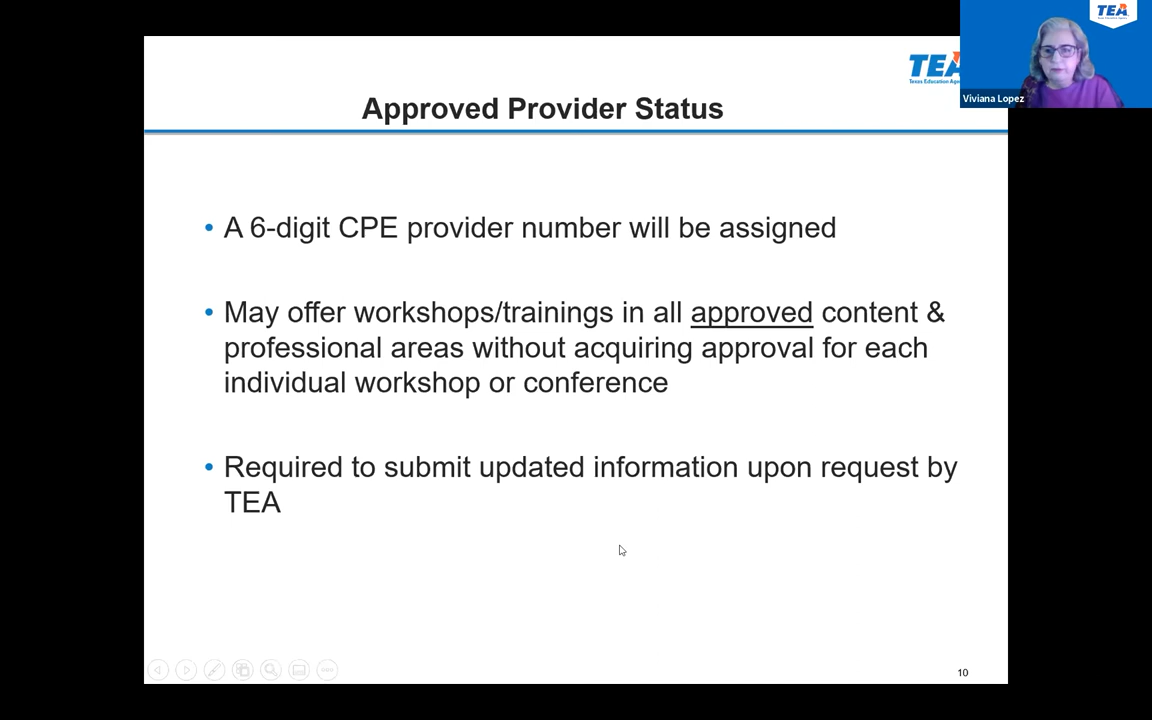 TEA
Texas Education Agency
Viviana Lopez
TEA
Approved Provider Status
• A 6-digit CPE provider number will be assigned
• May offer workshops/trainings in all approved content &
professional areas without acquiring approval for each
individual workshop or conference
• Required to submit updated information upon request by
TEA
10